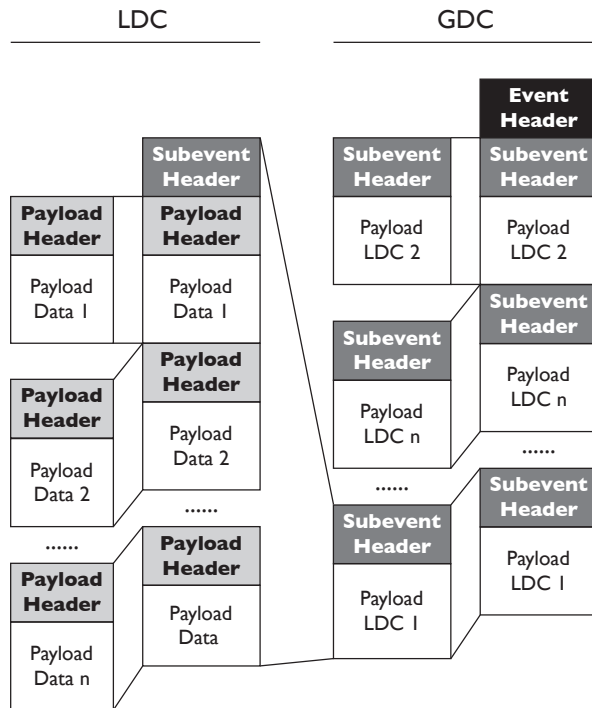 LDC
Subevent
Header
Payload
Header
Payload
Data 1
Payload
Header
Payload
Data 1
Payload
Header
Payload
Data 2
Payload
Header
Payload
Data 2
......
......
Payload
Header
Payload
Data n
Payload
Header
Payload
Data
GDC
Event
Header
Subevent
Header
Payload
LDC 2
Subevent
Header
Payload
LDC 2
Subevent
Header
Payload
LDC n
Subevent
Header
Payload
LDC n
......
......
Subevent
Header
Payload
LDC 1
Subevent
Header
Payload
LDC 1